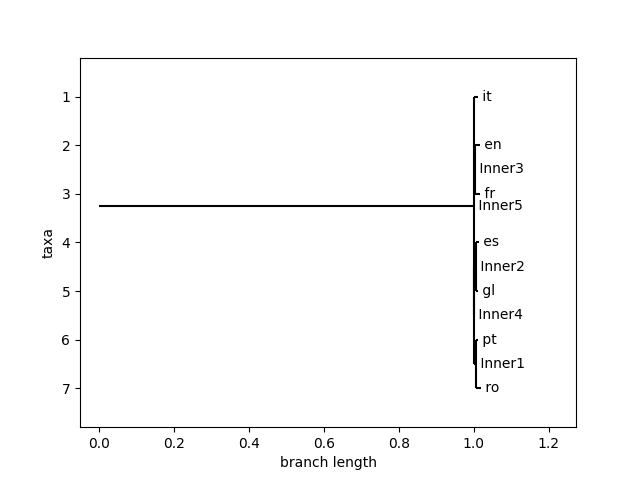 1 it
2 en
Inner3
3 fr
Inner5
4 es
Inner2
5 gl
Inner4
6 pt
Inner1
7 ro
taxa
0.0 0.2 0.4 0.6 0.8 1.0 1.2
branch length